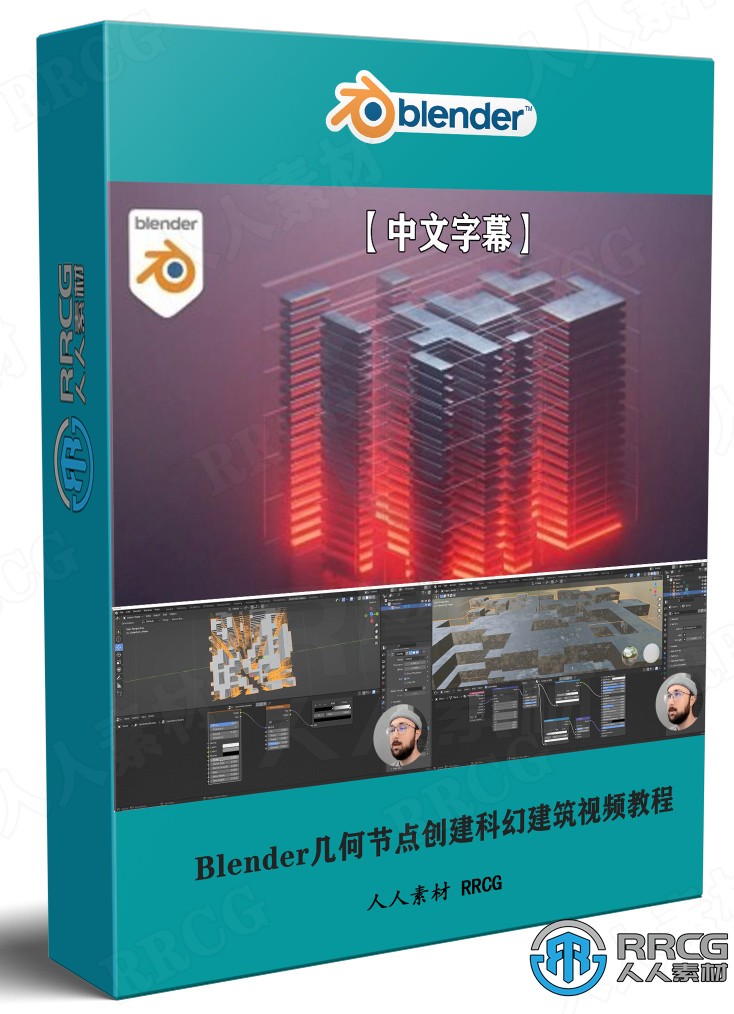 blender™
blender
【中文字幕】
RRCG
人人素材
Blender几何节点创建科幻建筑视频教程
人人素材 RRCG
RRCG
人人素材